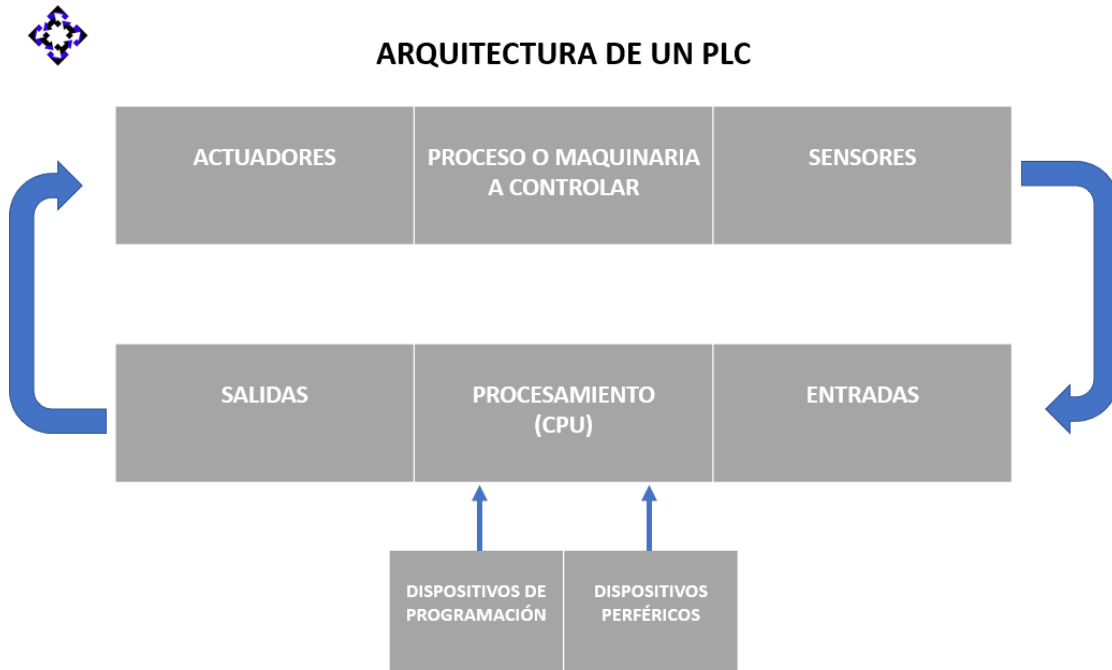 ARQUITECTURA DE UN PLC
ACTUADORES
PROCESO O MAQUINARIA
A CONTROLAR
SENSORES
SALIDAS
PROCESAMIENTO
(CPU)
ENTRADAS
DISPOSITIVOS DE
PROGRAMACIÓN
DISPOSITIVOS
PERFÉRICOS